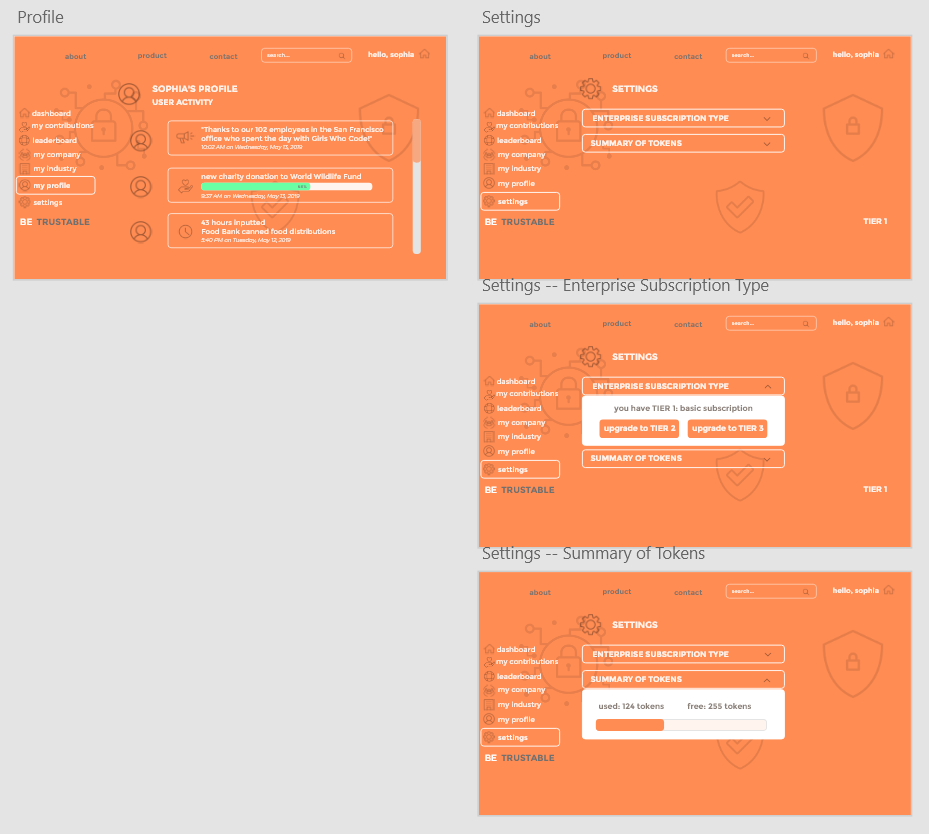 Profile
about product contact search... hello, sophia
SOPHIA'S PROFILE
USER ACTIVITY
dashboard
my contributions
leaderboard
my company
my industry
my profile
settings
BE TRUSTABLE
"Thanks to our 102 employees in the San Francisco
office who spent the day with Girls Who Code!"
10:02 AM on Wednesday, May 13, 2019
new charity donation to World Wildlife Fund
9:37 AM on Wednesday, May 13, 2019
43 hours inputted
Food Bank canned food distributions
5:40 PM on Tuesday, May 12, 2019
Settings
about product contact search... hello, sophia
SETTINGS
dashboard
my contributions
leaderboard
my company
my industry
my profile
settings
BE TRUSTABLE
ENTERPRISE SUBSCRIPTION TYPE
SUMMARY OF TOKENS
TIER 1
Settings -- Enterprise Subscription Type
about product contact search... hello, sophia
SETTINGS
dashboard
my contributions
leaderboard
my company
my industry
my profile
settings
BE TRUSTABLE
ENTERPRISE SUBSCRIPTION TYPE
you have TIER 1: basic subscription
upgrade to TIER 2 upgrade to TIER 3
SUMMARY OF TOKENS
TIER 1
Settings -- Summary of Tokens
about product contact search... hello, sophia
SETTINGS
dashboard
my contributions
leaderboard
my company
my industry
my profile
settings
BE TRUSTABLE
ENTERPRISE SUBSCRIPTION TYPE
SUMMARY OF TOKENS
used: 124 tokens free: 255 tokens